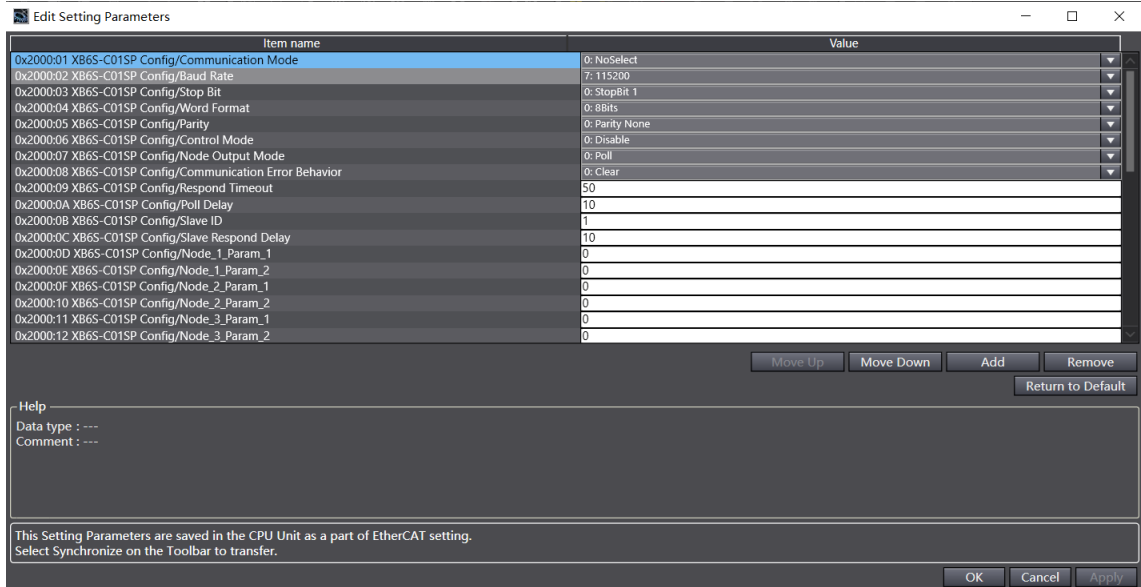 Edit Setting Parameters
Item name Value
0x2000:01 XB6S-C01SP Config/Communication Mode 0: NoSelect
0x2000:02 XB6S-C01SP Config/Baud Rate 7: 115200
0x2000:03 XB6S-C01SP Config/Stop Bit 0: StopBit 1
0x2000:04 XB6S-C01SP Config/Word Format 0: 8Bits
0x2000:05 XB6S-C01SP Config/Parity 0: Parity None
0x2000:06 XB6S-C01SP Config/Control Mode 0: Disable
0x2000:07 XB6S-C01SP Config/Node Output Mode 0: Poll
0x2000:08 XB6S-C01SP Config/Communication Error Behavior 0: Clear
0x2000:09 XB6S-C01SP Config/Respond Timeout 50
0x2000:0A XB6S-C01SP Config/Poll Delay 10
0x2000:0B XB6S-C01SP Config/Slave ID 1
0x2000:0C XB6S-C01SP Config/Slave Respond Delay 10
0x2000:0D XB6S-C01SP Config/Node_1_Param_1 0
0x2000:0E XB6S-C01SP Config/Node_1_Param_2 0
0x2000:0F XB6S-C01SP Config/Node_2_Param_1 0
0x2000:10 XB6S-C01SP Config/Node_2_Param_2 0
0x2000:11 XB6S-C01SP Config/Node_3_Param_1 0
0x2000:12 XB6S-C01SP Config/Node_3_Param_2 0
Move Up Move Down Add Remove
Return to Default
Help
Data type : ---
Comment : ---
This Setting Parameters are saved in the CPU Unit as a part of EtherCAT setting.
Select Synchronize on the Toolbar to transfer.
OK Cancel Apply